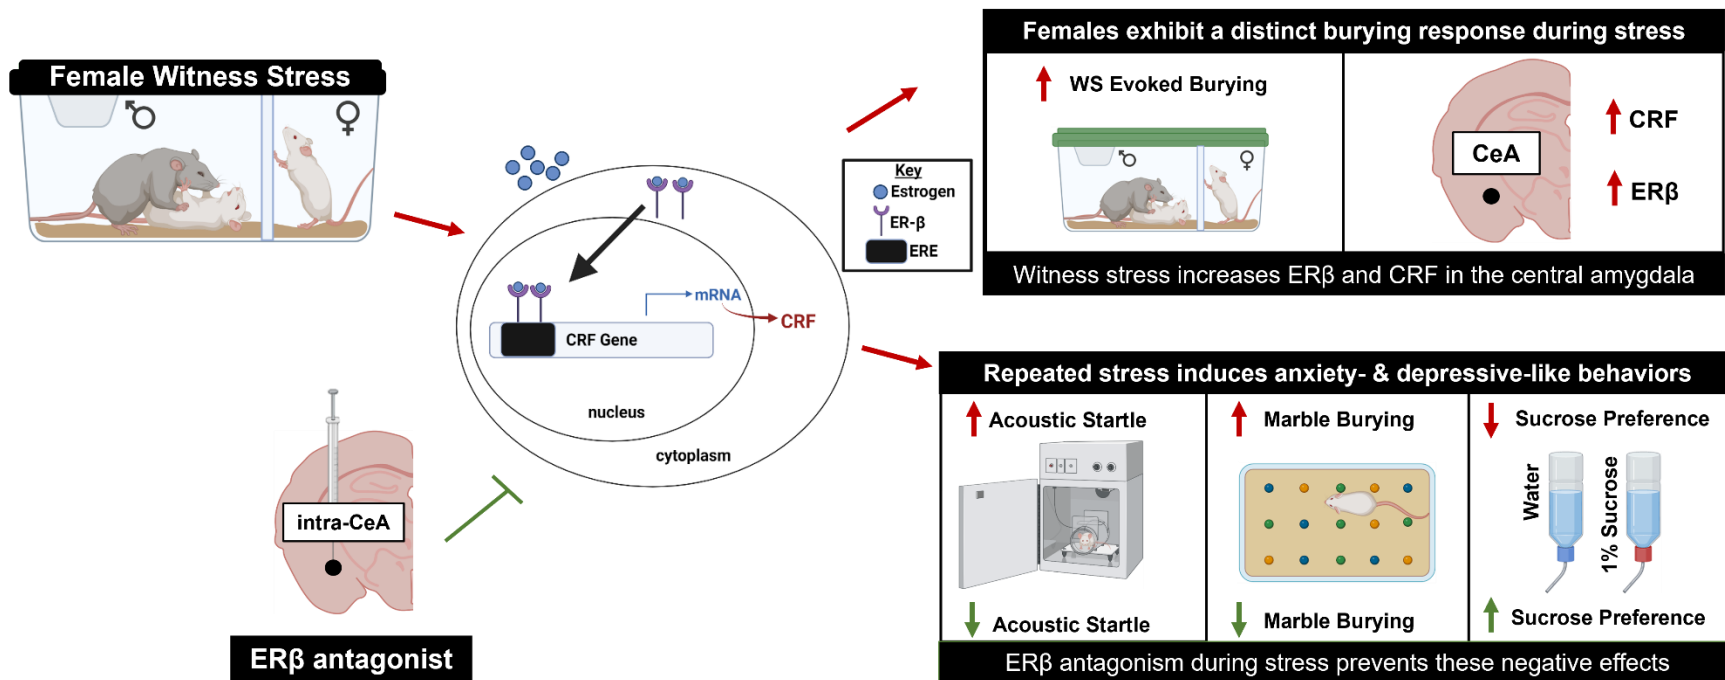 Female Witness Stress
♂
♀
Key
Estrogen
ER-β
ERE
mRNA
CRF
CRF Gene
nucleus
cytoplasm
intra-CeA
ERβ antagonist
Females exhibit a distinct burying response during stress
WS Evoked Burying
♂
♀
CeA
CRF
ERβ
Witness stress increases ERβ and CRF in the central amygdala
Repeated stress induces anxiety- & depressive-like behaviors
Acoustic Startle
Acoustic Startle
Marble Burying
Marble Burying
Sucrose Preference
Water
1% Sucrose
Sucrose Preference
ERβ antagonism during stress prevents these negative effects